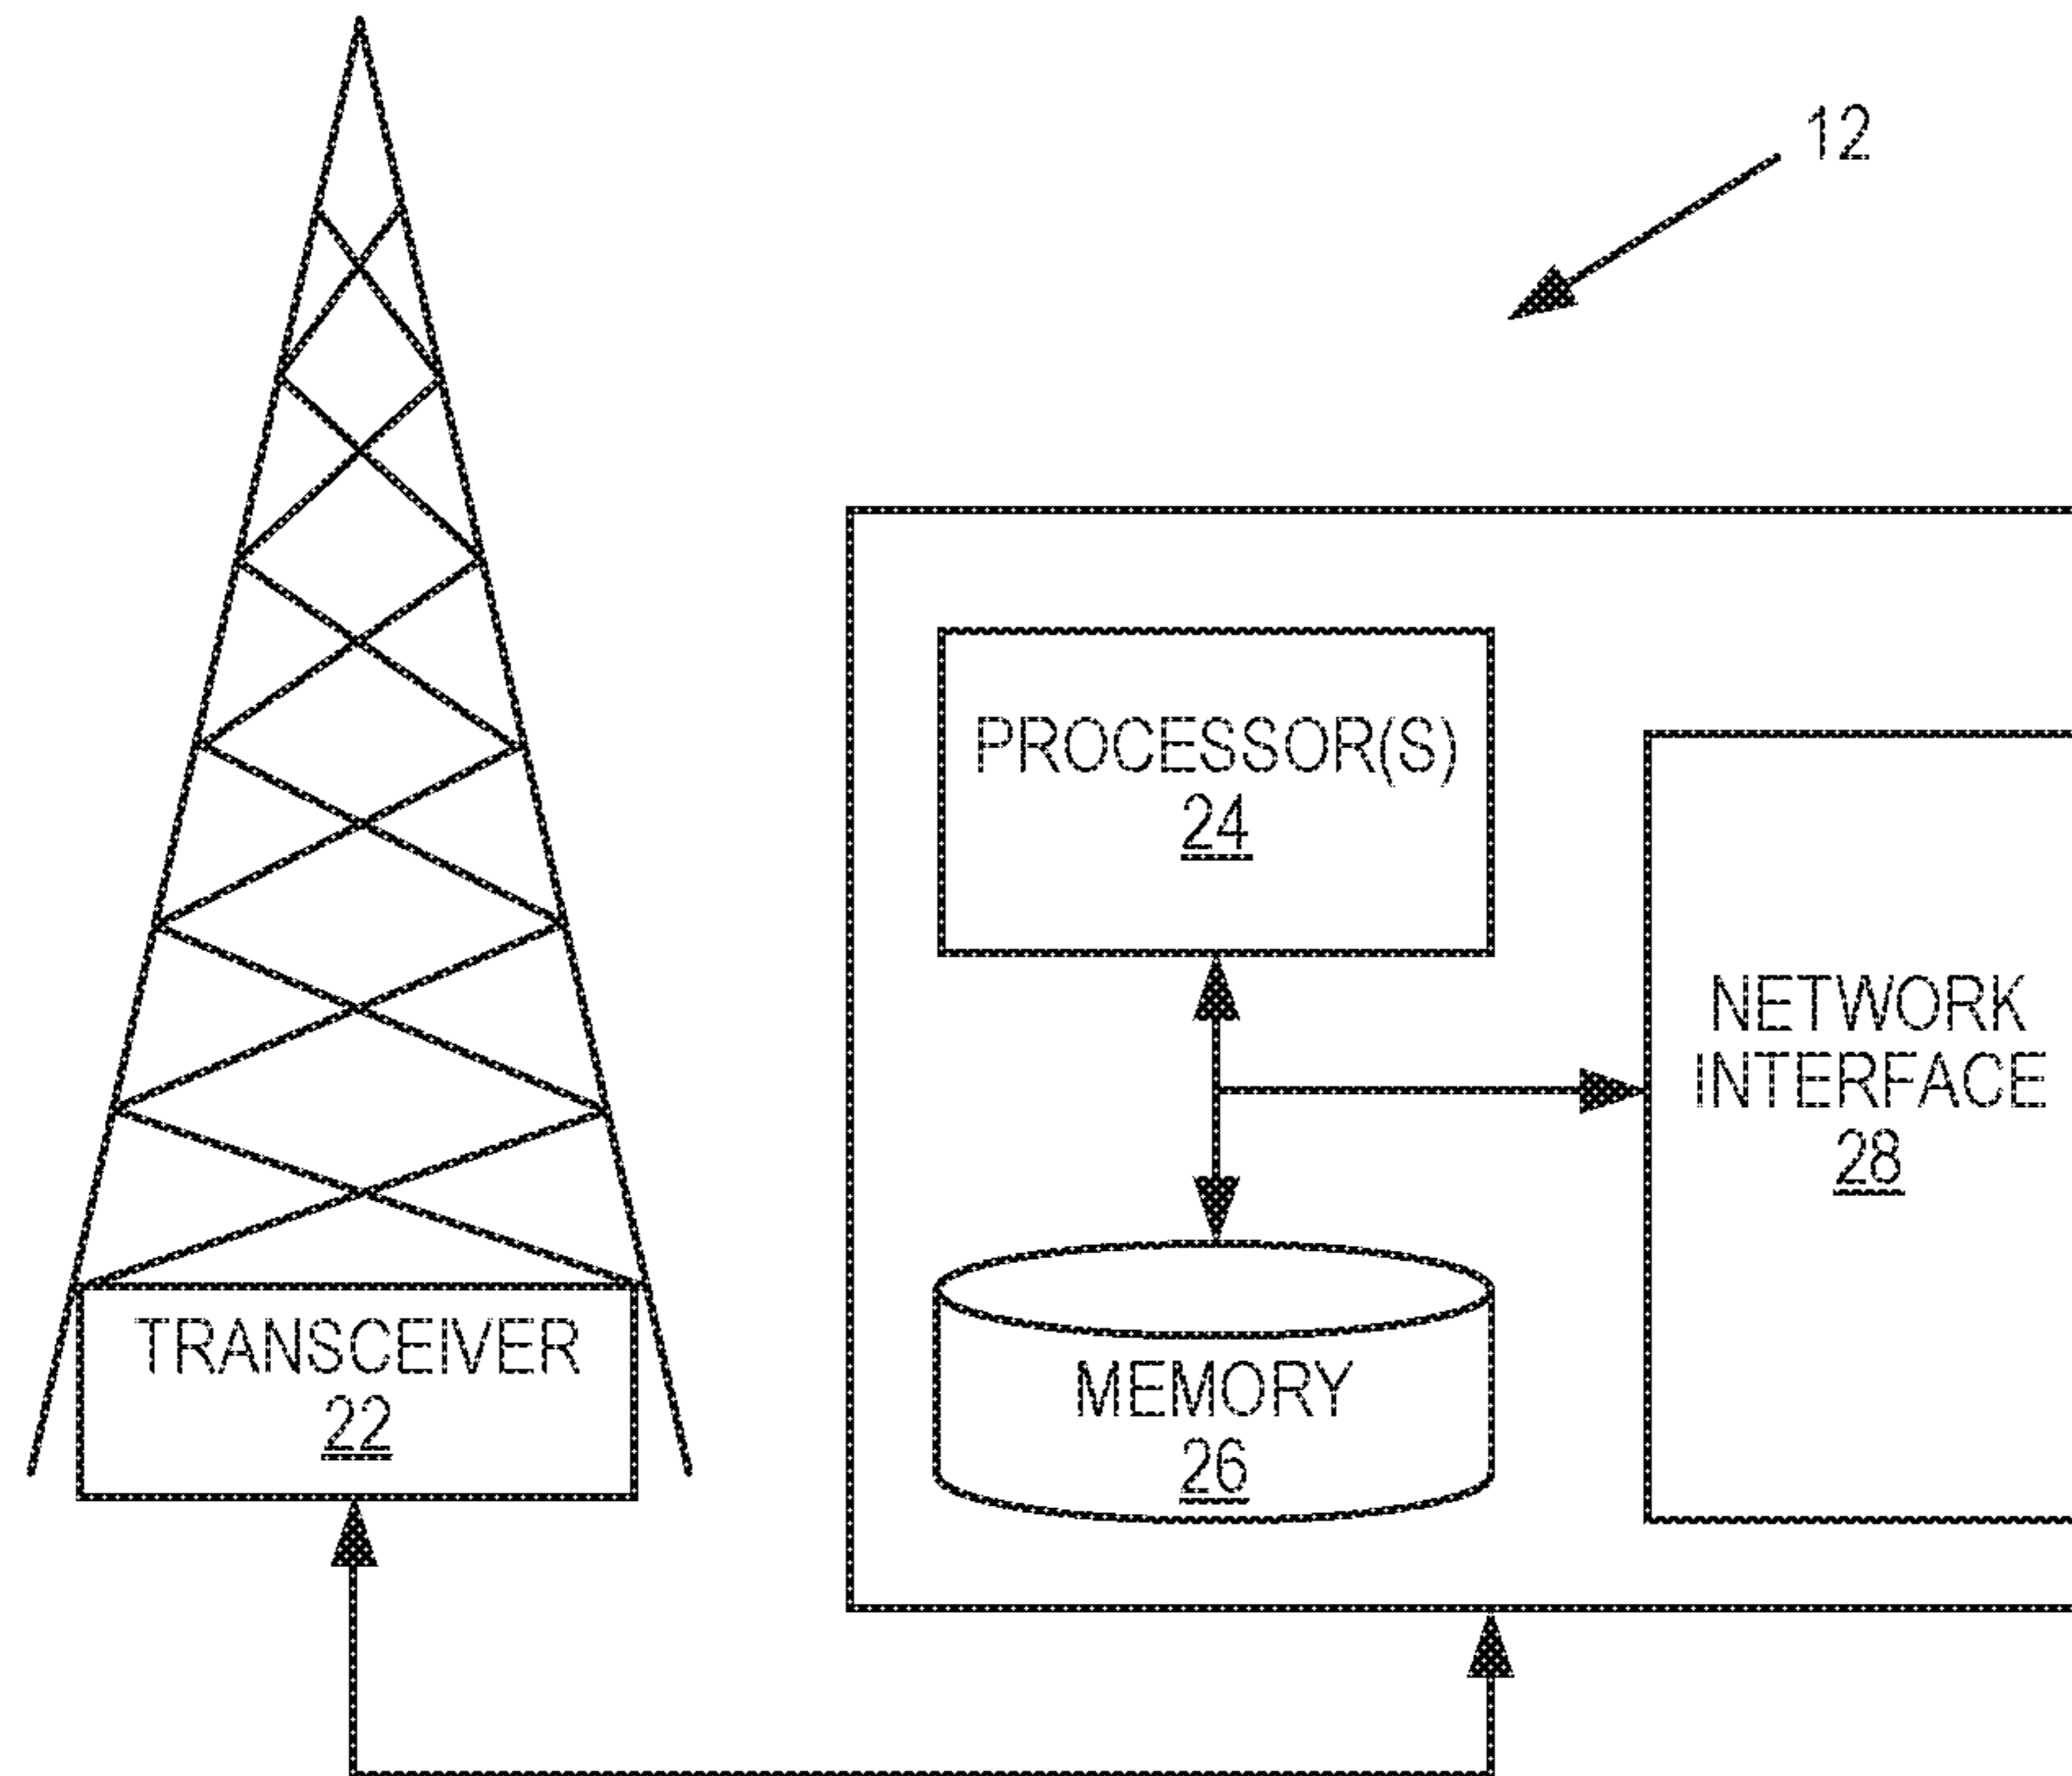 12
PROCESSOR(S)
24
NETWORK
INTERFACE
28
TRANSCEIVER
22
MEMORY
26